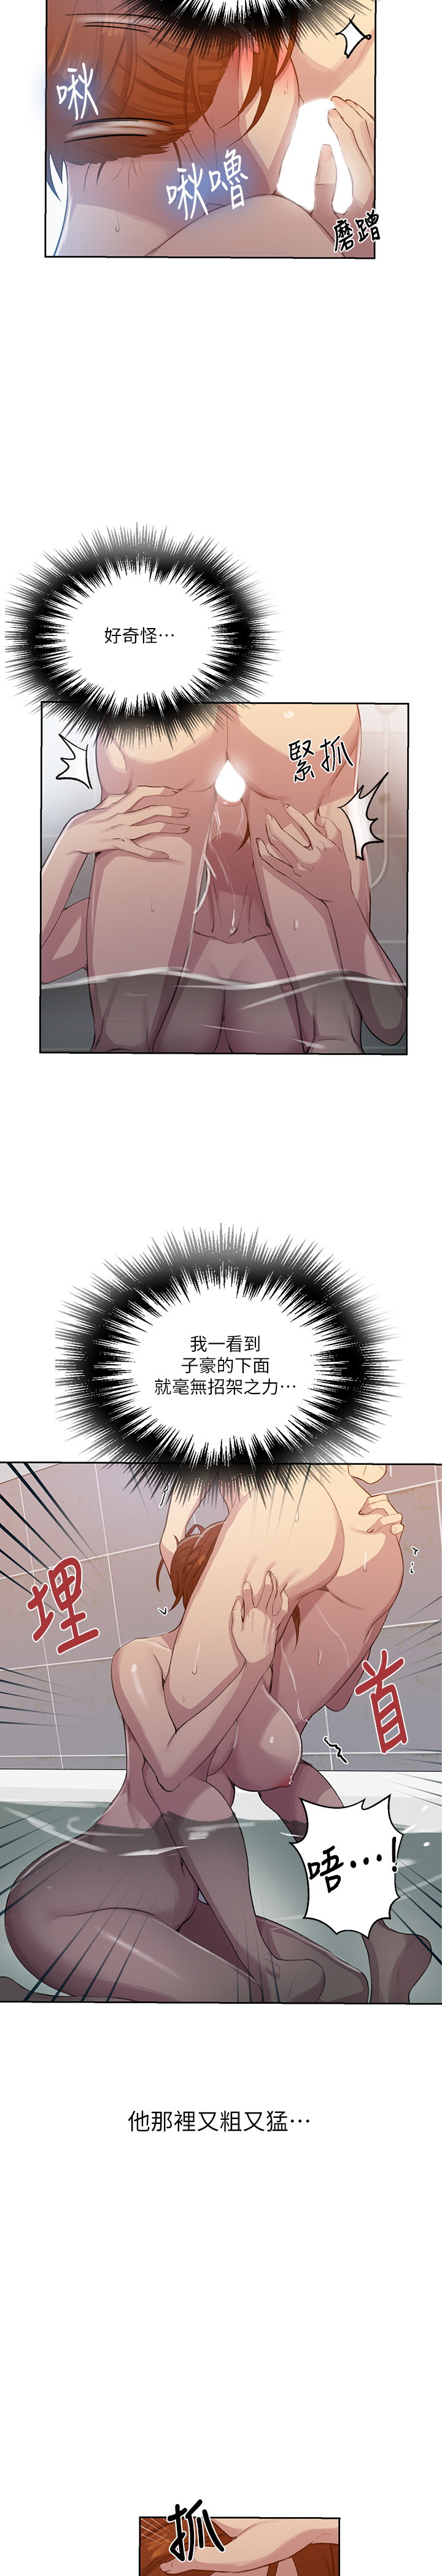 啾
啾嚕
磨蹭
好奇怪…
緊抓
我一看到
子豪的下面
就毫無招架之力…
埋
首
唔…!
他那裡又粗又猛…
抓